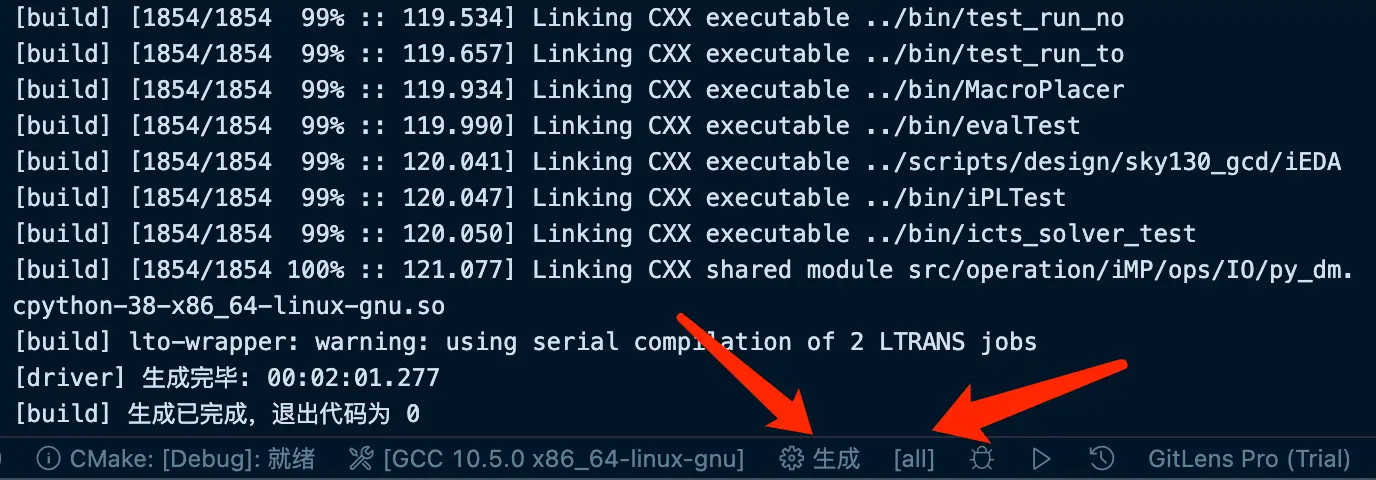 [build] [1854/1854  99% :: 119.534] Linking CXX executable ../bin/test_run_no
[build] [1854/1854  99% :: 119.657] Linking CXX executable ../bin/test_run_to
[build] [1854/1854  99% :: 119.934] Linking CXX executable ../bin/MacroPlacer
[build] [1854/1854  99% :: 119.990] Linking CXX executable ../bin/evalTest
[build] [1854/1854  99% :: 120.041] Linking CXX executable ../scripts/design/sky130_gcd/iEDA
[build] [1854/1854  99% :: 120.047] Linking CXX executable ../bin/iPLTest
[build] [1854/1854  99% :: 120.050] Linking CXX executable ../bin/icts_solver_test
[build] [1854/1854 100% :: 121.077] Linking CXX shared module src/operation/iMP/ops/IO/py_dm.
cpython-38-x86_64-linux-gnu.so
[build] lto-wrapper: warning: using serial compilation of 2 LTRANS jobs
[driver] 生成完毕: 00:02:01.277
[build] 生成已完成，退出代码为 0
CMake: [Debug]: 就绪 [GCC 10.5.0 x86_64-linux-gnu] 生成 [all] GitLens Pro (Trial)